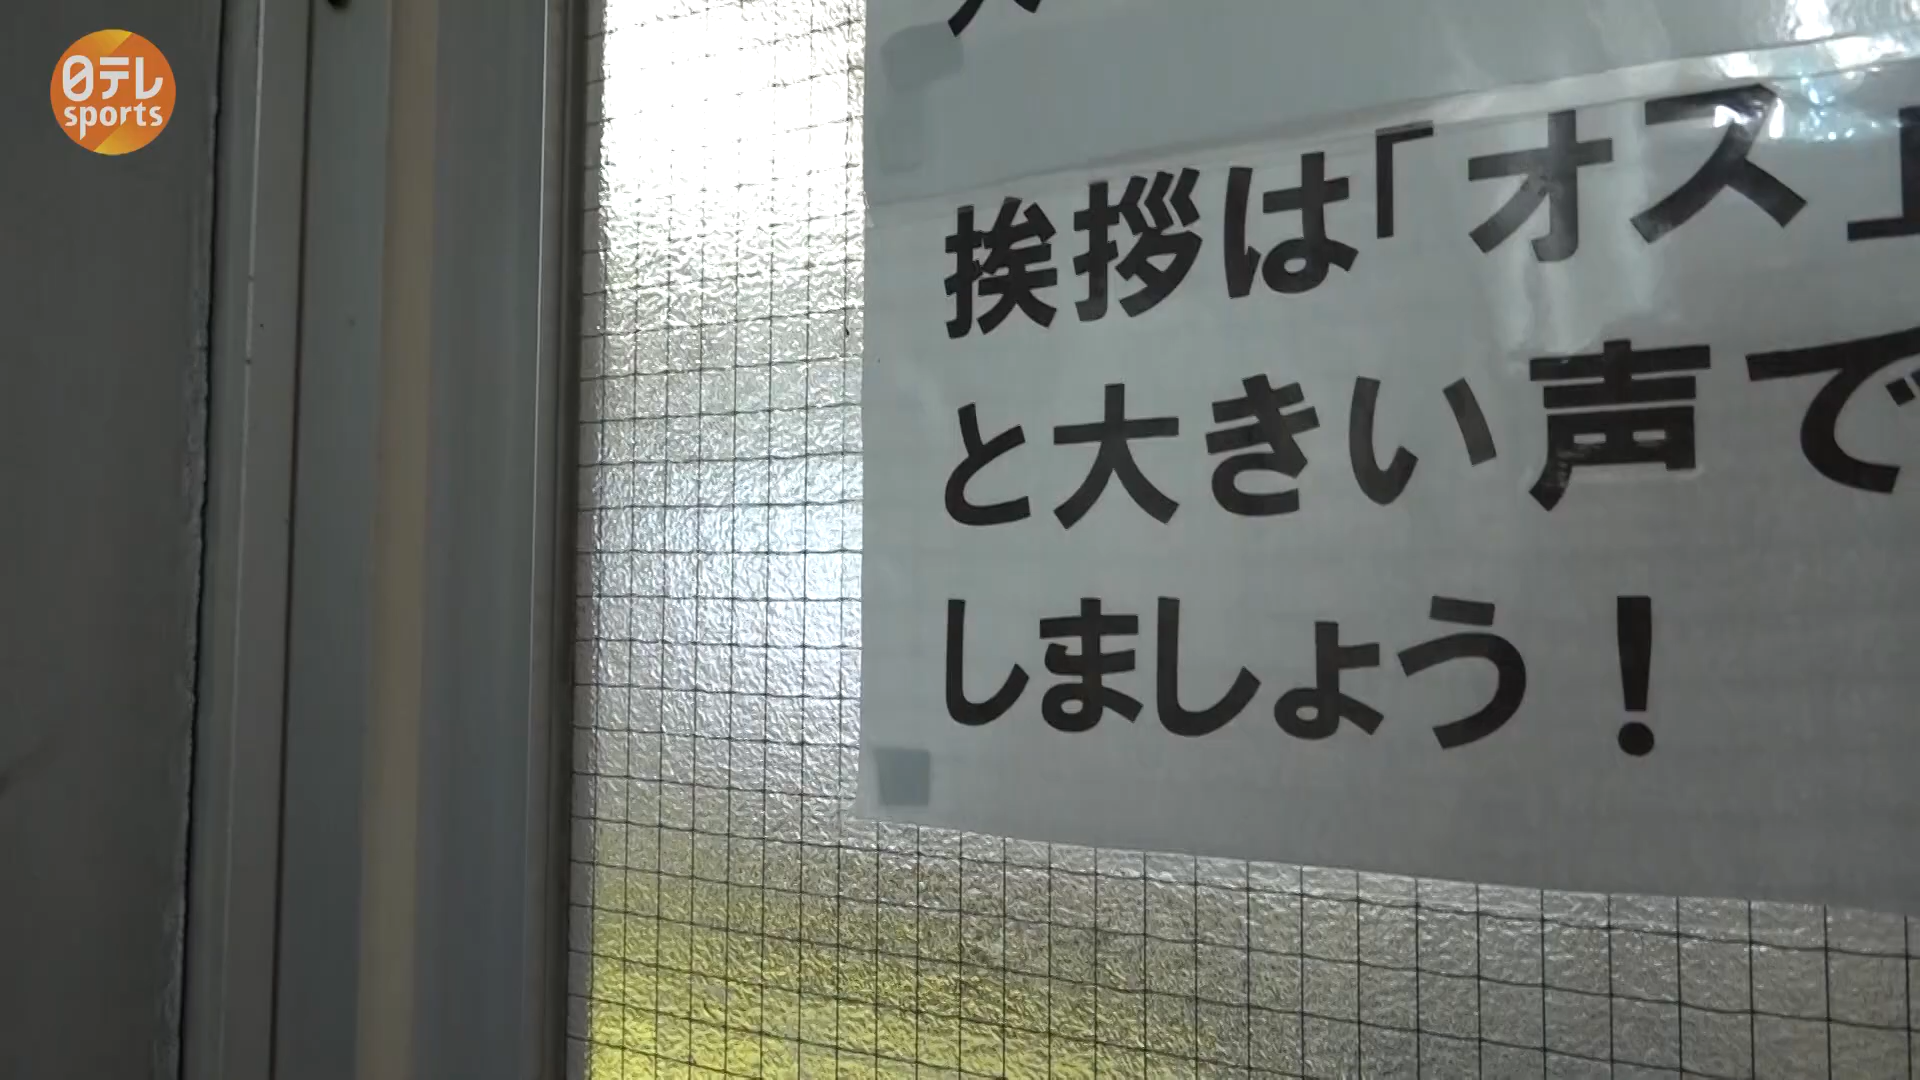 日テレ
sports
挨拶は「オス」
と大きい声で
しましょう！